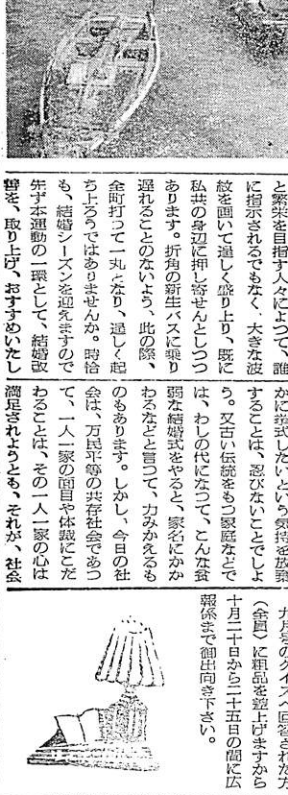 と繁栄を目指す人々によつて、誰
に指示されるでもなく、大きな波
紋を画いて逞しく盛り上り、既に
私共の身辺に押し寄せんとしつつ
あります。折角の新生バスに乗り
遅れることのないよう、此の際、
全町打つて一丸となり、逞しく起
ち上ろうではありませんか。時恰
も、結婚シーズンを迎えますので
先ず本運動の一環として、結婚改
善を、取り上げ、おすすめいたし
かに挙式したいという気持を放棄
することは、忍びないことでしょ
う。又古い伝統をもつ家庭などで
は、わしの代になつて、こんな貧
弱な結婚式をやると、家名にかか
わるなどと言つて、力みかえるも
のもあります。しかし、今日の社
会は、万民平等の共存社会であつ
て、一人一家の面目や体裁にこだ
わることは、その一人一家の心は
満足されようとも、それが、社会
九月号のクイズへ回答された方
(全員)に粗品を差上げますから
十月二十日から二十五日の間に広
報係まで御出向き下さい。